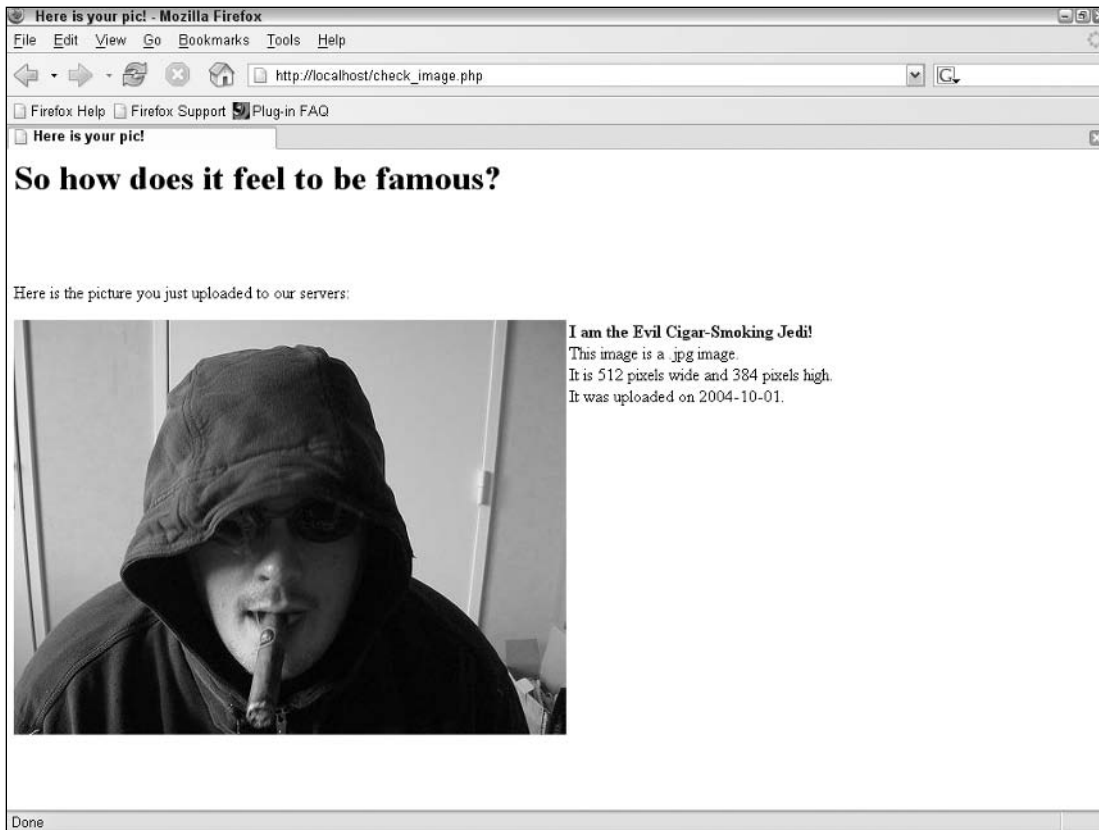 Here is your pic! - Mozilla Firefox
File Edit View Go Bookmarks Tools Help
http://localhost/check_image.php
G
Firefox Help Firefox Support Plug-in FAQ
Here is your pic!
So how does it feel to be famous?
Here is the picture you just uploaded to our servers:
I am the Evil Cigar-Smoking Jedi!
This image is a .jpg image.
It is 512 pixels wide and 384 pixels high.
It was uploaded on 2004-10-01.
Done